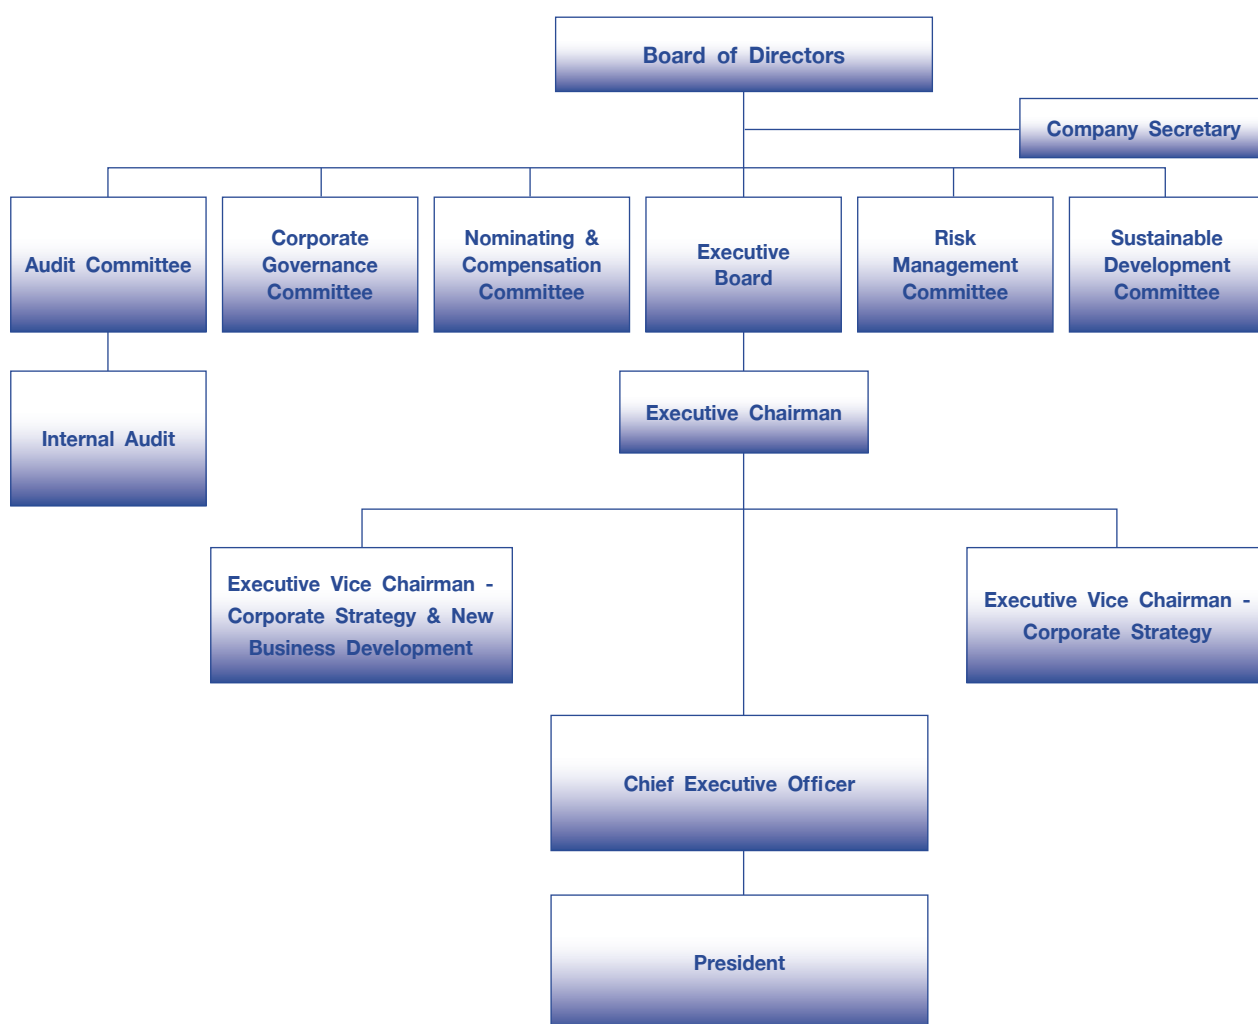 Board of Directors
Company Secretary
Audit Committee
Corporate
Governance
Committee
Nominating &
Compensation
Committee
Executive
Board
Risk
Management
Committee
Sustainable
Development
Committee
Internal Audit
Executive Chairman
Executive Vice Chairman -
Corporate Strategy & New
Business Development
Executive Vice Chairman -
Corporate Strategy
Chief Executive Officer
President